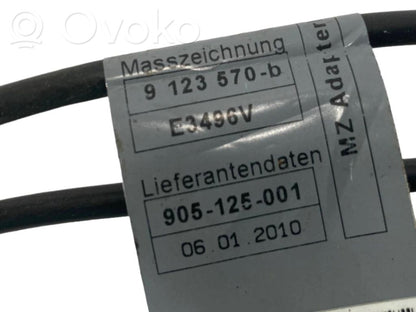 Ovoko
Masszeichnung
9 123 570-b
E3496V
Lieferantendaten
905-125-001
06.01.2010
MZ Adapter